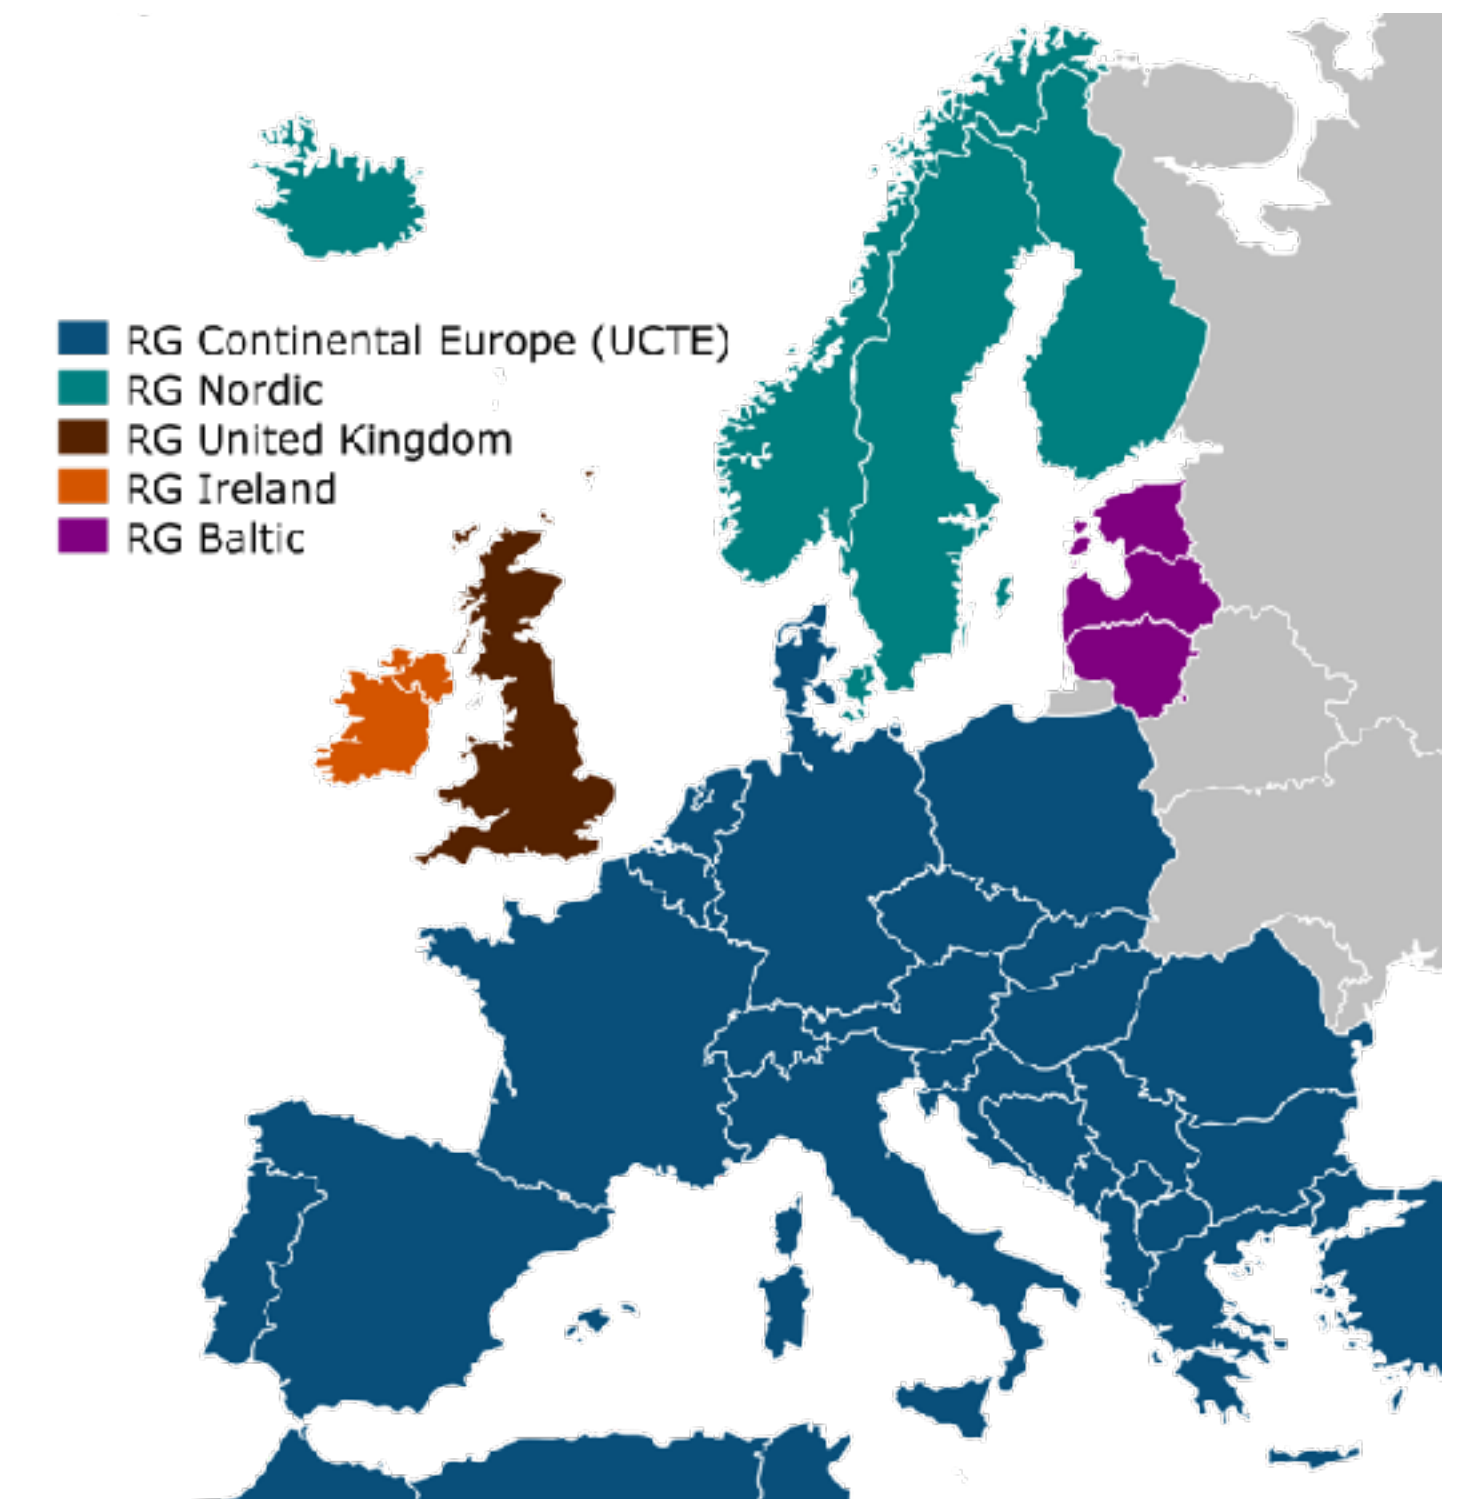 RG Continental Europe (UCTE)
RG Nordic
RG United Kingdom
RG Ireland
RG Baltic